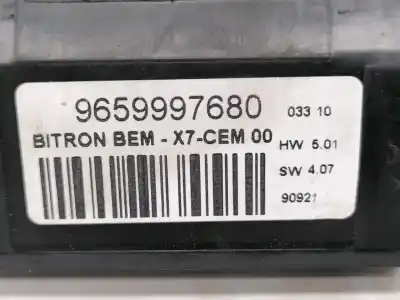 9659997680
033 10
BITRON BEM - X7-CEM 00
HW 5.01
SW 4.07
90921